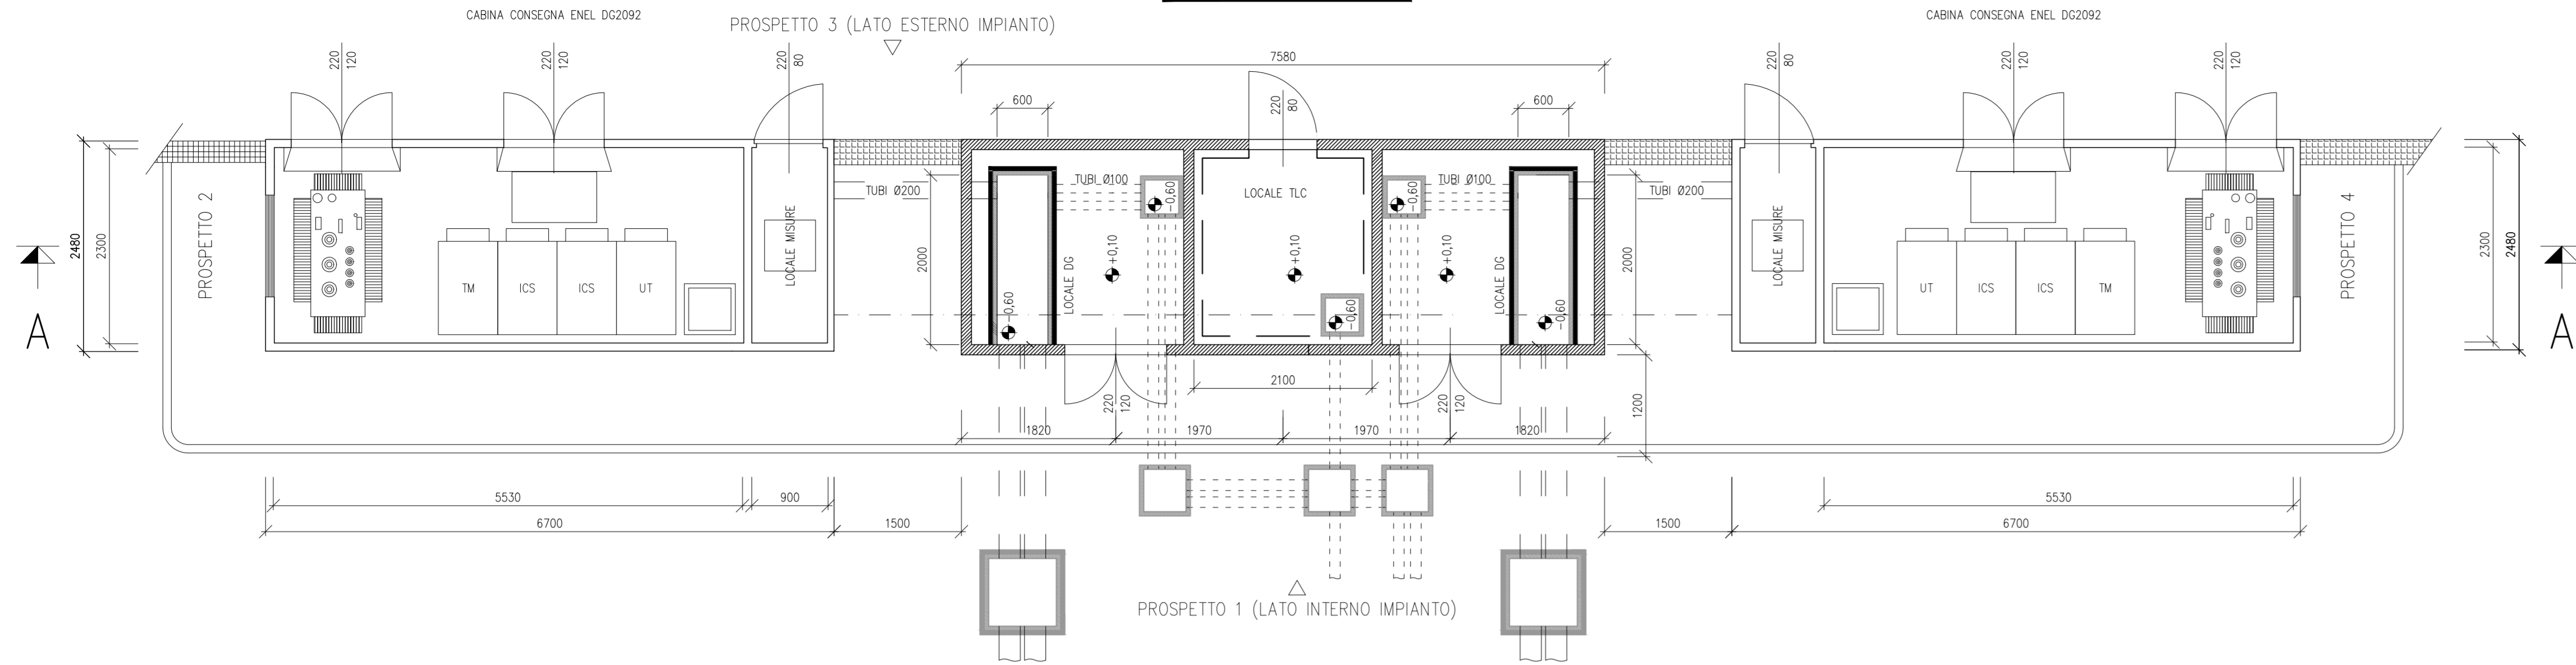 CABINA CONSEGNA ENEL DG2092
PROSPETTO 3 (LATO ESTERNO IMPIANTO)
CABINA CONSEGNA ENEL DG2092
220
120
220
120
220
80
7580
220
80
220
120
220
120
600
220
80
600
2480
2300
PROSPETTO 2
TM
ICS
ICS
UT
LOCALE MISURE
TUBI Ø200
2000
TUBI Ø100
-0,60
LOCALE DG
+0,10
-0,60
LOCALE TLC
+0,10
-0,60
TUBI Ø100
-0,60
+0,10
LOCALE DG
-0,60
2000
TUBI Ø200
LOCALE MISURE
UT
ICS
ICS
TM
PROSPETTO 4
2300
2480
A
A
2100
220
120
220
120
1200
1820
1970
1970
1820
5530
900
6700
1500
1500
5530
6700
PROSPETTO 1 (LATO INTERNO IMPIANTO)